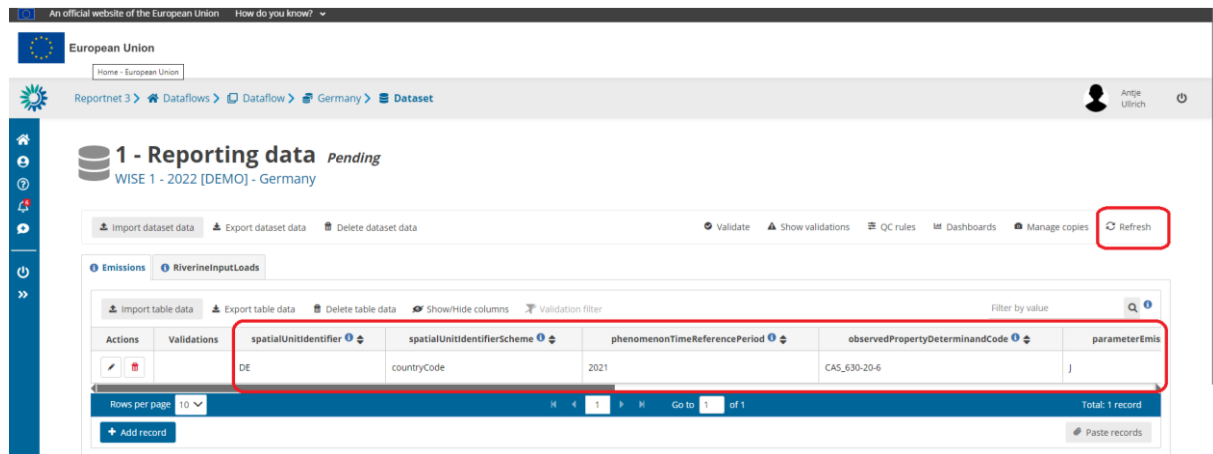 An official website of the European Union How do you know?
European Union
Home - European Union
Reportnet 3 Dataflows Dataflow Germany Dataset
Antje
Ullrich
1 - Reporting data Pending
WISE 1 - 2022 [DEMO] - Germany
Import dataset data Export dataset data Delete dataset data Validate Show validations QC rules Dashboards Manage copies Refresh
Emissions RiverineInputLoads
Import table data Export table data Delete table data Show/Hide columns Validation filter Filter by value
Actions Validations spatialUnitIdentifier spatialUnitIdentifierScheme phenomenonTimeReferencePeriod observedPropertyDeterminandCode parameterEmis
DE countryCode 2021 CAS_630-20-6 J
Rows per page 10 1 Go to 1 of 1 Total: 1 record
+ Add record Paste records